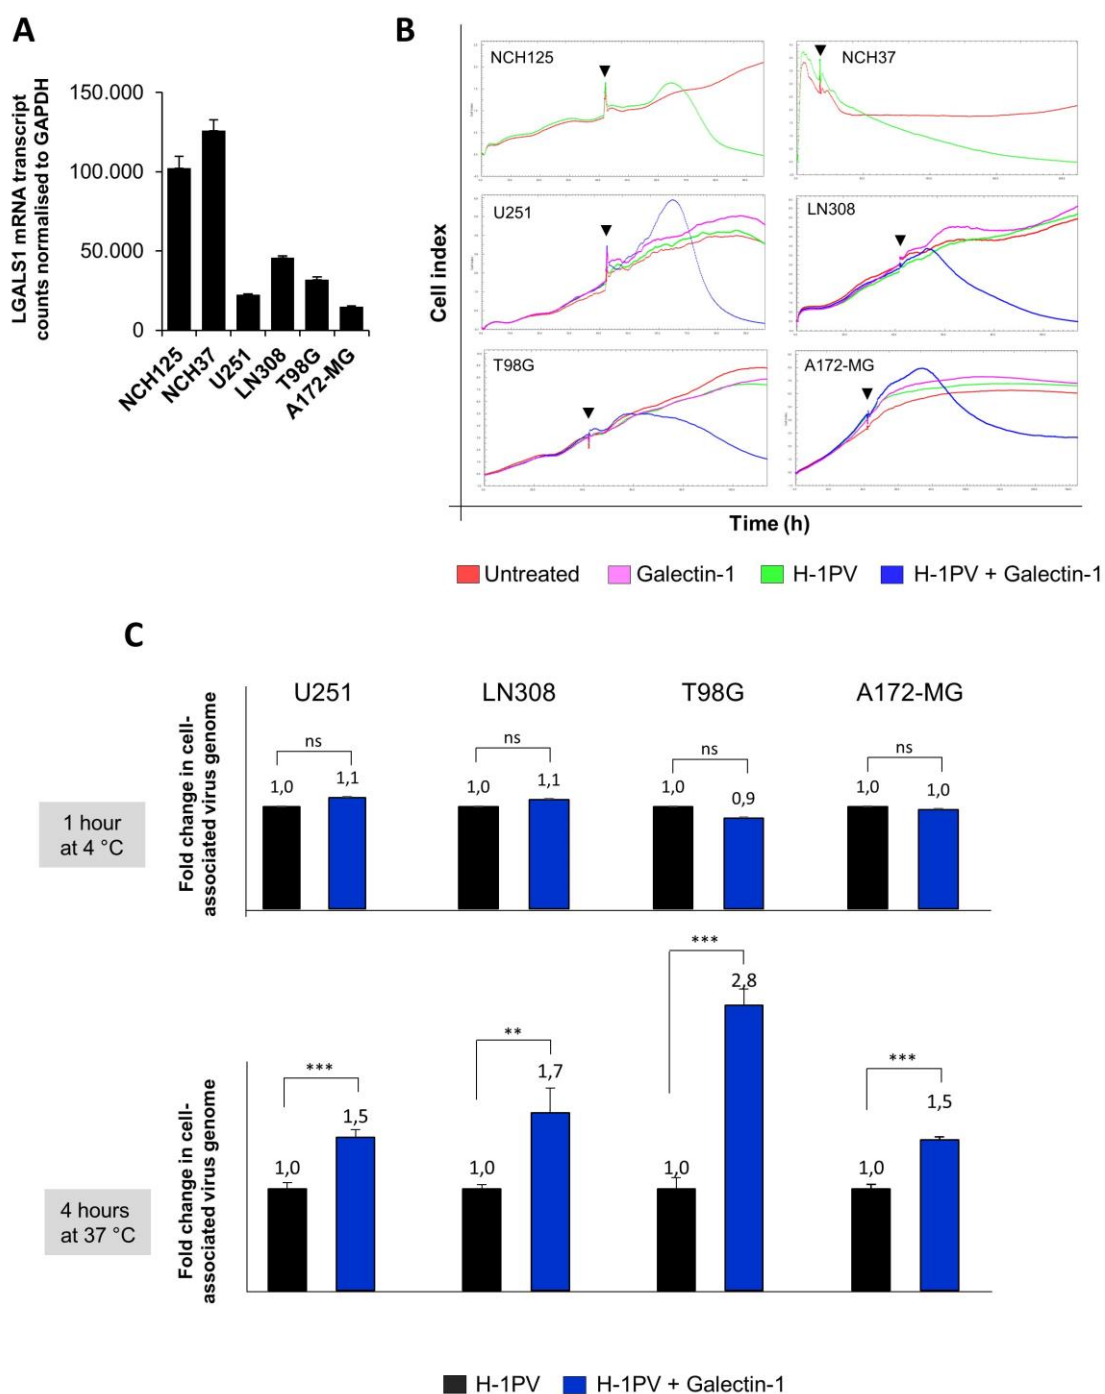 A
LGALS1 mRNA transcript
counts normalised to GAPDH
150.000
100.000
50.000
0
NCH125
NCH37
U251
LN308
T98G
A172-MG
B
Cell index
NCH125
NCH37
U251
LN308
T98G
A172-MG
Time (h)
Untreated Galectin-1 H-1PV H-1PV + Galectin-1
C
U251 LN308 T98G A172-MG
1 hour
at 4 °C
Fold change in cell-
associated virus genome
ns ns ns ns
1,0 1,1 1,0 1,1 1,0 0,9 1,0 1,0
4 hours
at 37 °C
Fold change in cell-
associated virus genome
*** ** *** ***
1,0 1,5 1,0 1,7 1,0 2,8 1,0 1,5
H-1PV H-1PV + Galectin-1